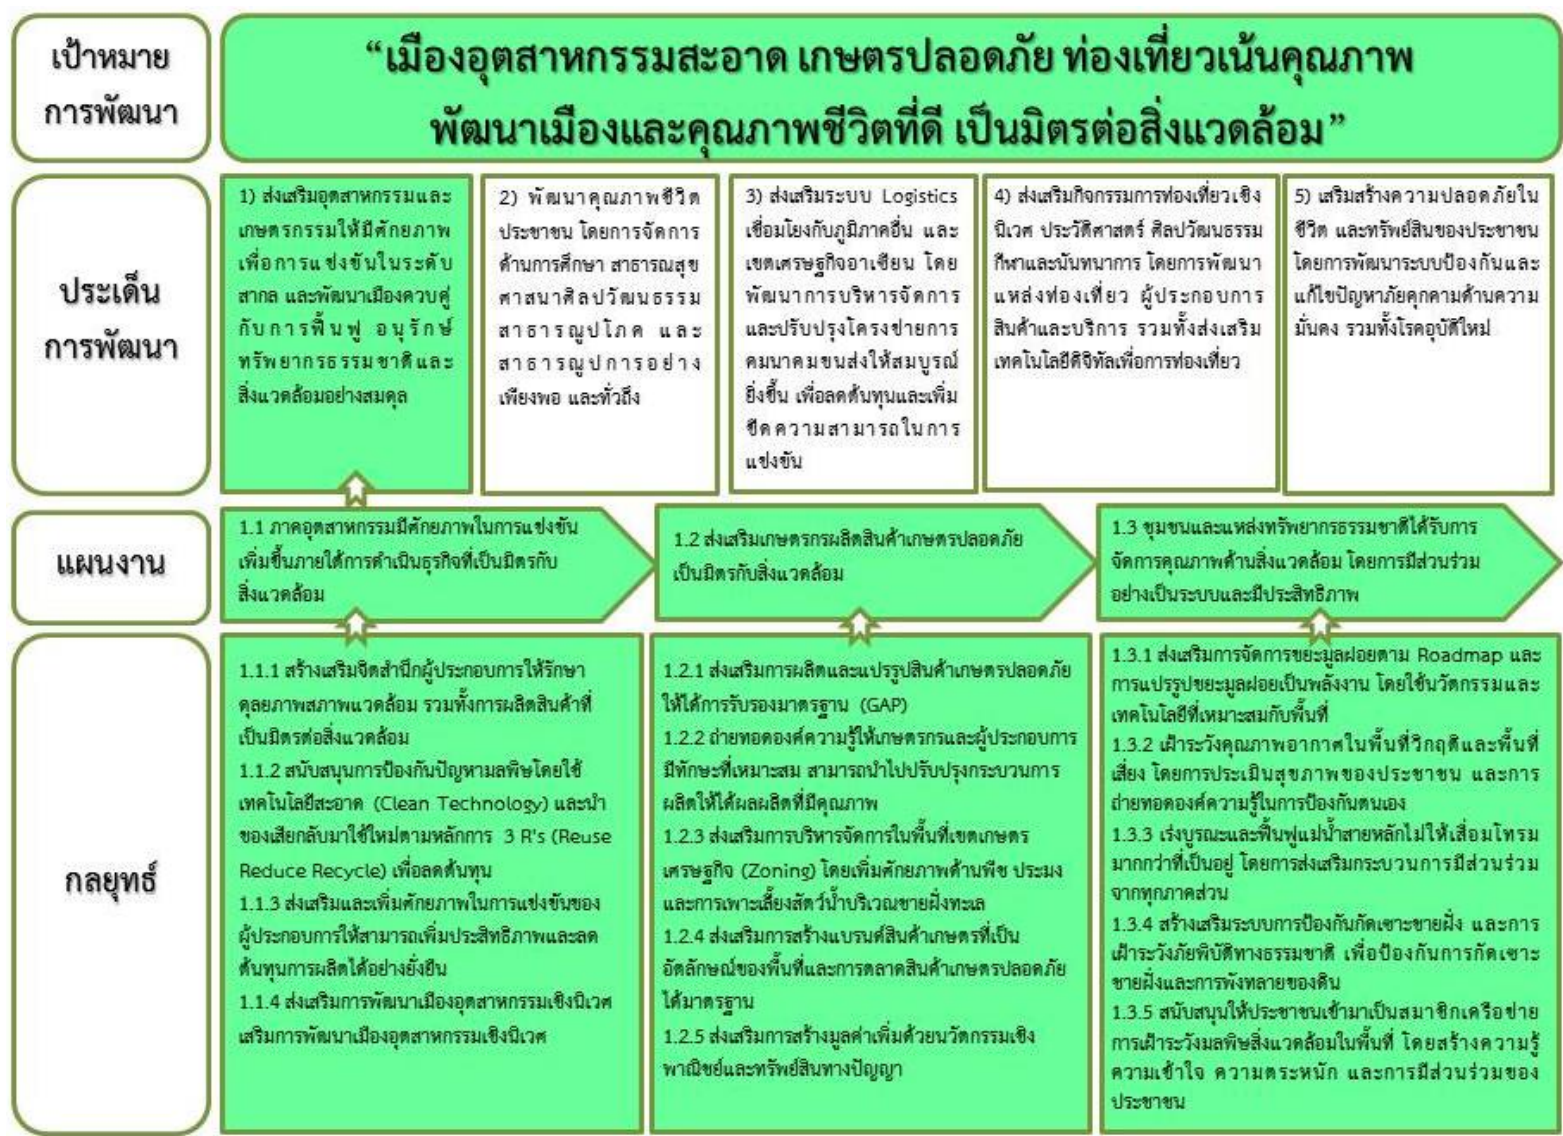 เป้าหมาย
การพัฒนา
“เมืองอุตสาหกรรมสะอาด เกษตรปลอดภัย ท่องเที่ยวเน้นคุณภาพ
พัฒนาเมืองและคุณภาพชีวิตที่ดี เป็นมิตรต่อสิ่งแวดล้อม”
ประเด็น
การพัฒนา
1) ส่งเสริมอุตสาหกรรมและ
เกษตรกรรมให้มีศักยภาพ
เพื่อการแข่งขันในระดับ
สากล และพัฒนาเมืองควบคู่
กับการฟื้นฟู อนุรักษ์
ทรัพยากรธรรมชาติและ
สิ่งแวดล้อมอย่างสมดุล
2) พัฒนาคุณภาพชีวิต
ประชาชน โดยการจัดการ
ด้านการศึกษา สาธารณสุข
ศาสนาศิลปวัฒนธรรม
สาธารณูปโภค และ
สาธารณูปการอย่าง
เพียงพอ และทั่วถึง
3) ส่งเสริมระบบ Logistics
เชื่อมโยงกับภูมิภาคอื่น และ
เขตเศรษฐกิจอาเซียน โดย
พัฒนาการบริหารจัดการ
และปรับปรุงโครงข่ายการ
คมนาคมขนส่งให้สมบูรณ์
ยิ่งขึ้น เพื่อลดต้นทุนและเพิ่ม
ขีดความสามารถในการ
แข่งขัน
4) ส่งเสริมกิจกรรมการท่องเที่ยวเชิง
นิเวศ ประวัติศาสตร์ ศิลปวัฒนธรรม
กีฬาและนันทนาการ โดยการพัฒนา
แหล่งท่องเที่ยว ผู้ประกอบการ
สินค้าและบริการ รวมทั้งส่งเสริม
เทคโนโลยีดิจิทัลเพื่อการท่องเที่ยว
5) เสริมสร้างความปลอดภัยใน
ชีวิต และทรัพย์สินของประชาชน
โดยการพัฒนาระบบป้องกันและ
แก้ไขปัญหาภัยคุกคามด้านความ
มั่นคง รวมทั้งโรคอุบัติใหม่
แผนงาน
1.1 ภาคอุตสาหกรรมมีศักยภาพในการแข่งขัน
เพิ่มขึ้นภายใต้การดำเนินธุรกิจที่เป็นมิตรกับ
สิ่งแวดล้อม
1.2 ส่งเสริมเกษตรกรผลิตสินค้าเกษตรปลอดภัย
เป็นมิตรกับสิ่งแวดล้อม
1.3 ชุมชนและแหล่งทรัพยากรธรรมชาติได้รับการ
จัดการคุณภาพด้านสิ่งแวดล้อม โดยการมีส่วนร่วม
อย่างเป็นระบบและมีประสิทธิภาพ
กลยุทธ์
1.1.1 สร้างเสริมจิตสำนึกผู้ประกอบการให้รักษา
ดุลยภาพสภาพแวดล้อม รวมทั้งการผลิตสินค้าที่
เป็นมิตรต่อสิ่งแวดล้อม
1.1.2 สนับสนุนการป้องกันปัญหามลพิษโดยใช้
เทคโนโลยีสะอาด (Clean Technology) และนำ
ของเสียกลับมาใช้ใหม่ตามหลักการ 3 R's (Reuse
Reduce Recycle) เพื่อลดต้นทุน
1.1.3 ส่งเสริมและเพิ่มศักยภาพในการแข่งขันของ
ผู้ประกอบการให้สามารถเพิ่มประสิทธิภาพและลด
ต้นทุนการผลิตได้อย่างยั่งยืน
1.1.4 ส่งเสริมการพัฒนาเมืองอุตสาหกรรมเชิงนิเวศ
เสริมการพัฒนาเมืองอุตสาหกรรมเชิงนิเวศ
1.2.1 ส่งเสริมการผลิตและแปรรูปสินค้าเกษตรปลอดภัย
ให้ได้การรับรองมาตรฐาน (GAP)
1.2.2 ถ่ายทอดองค์ความรู้ให้เกษตรกรและผู้ประกอบการ
มีทักษะที่เหมาะสม สามารถนำไปปรับปรุงกระบวนการ
ผลิตให้ได้ผลผลิตที่มีคุณภาพ
1.2.3 ส่งเสริมการบริหารจัดการในพื้นที่เขตเกษตร
เศรษฐกิจ (Zoning) โดยเพิ่มศักยภาพด้านพืช ประมง
และการเพาะเลี้ยงสัตว์น้ำบริเวณชายฝั่งทะเล
1.2.4 ส่งเสริมการสร้างแบรนด์สินค้าเกษตรที่เป็น
อัตลักษณ์ของพื้นที่และการตลาดสินค้าเกษตรปลอดภัย
ได้มาตรฐาน
1.2.5 ส่งเสริมการสร้างมูลค่าเพิ่มด้วยนวัตกรรมเชิง
พาณิชย์และทรัพย์สินทางปัญญา
1.3.1 ส่งเสริมการจัดการขยะมูลฝอยตาม Roadmap และ
การแปรรูปขยะมูลฝอยเป็นพลังงาน โดยใช้นวัตกรรมและ
เทคโนโลยีที่เหมาะสมกับพื้นที่
1.3.2 เฝ้าระวังคุณภาพอากาศในพื้นที่วิกฤติและพื้นที่
เสี่ยง โดยการประเมินสุขภาพของประชาชน และการ
ถ่ายทอดองค์ความรู้ในการป้องกันตนเอง
1.3.3 เร่งบูรณะและฟื้นฟูแม่น้ำสายหลักไม่ให้เสื่อมโทรม
มากกว่าที่เป็นอยู่ โดยการส่งเสริมกระบวนการมีส่วนร่วม
จากทุกภาคส่วน
1.3.4 สร้างเสริมระบบการป้องกันกัดเซาะชายฝั่ง และการ
เฝ้าระวังภัยพิบัติทางธรรมชาติ เพื่อป้องกันการกัดเซาะ
ชายฝั่งและการพังทลายของดิน
1.3.5 สนับสนุนให้ประชาชนเข้ามาเป็นสมาชิกเครือข่าย
การเฝ้าระวังมลพิษสิ่งแวดล้อมในพื้นที่ โดยสร้างความรู้
ความเข้าใจ ความตระหนัก และการมีส่วนร่วมของ
ประชาชน